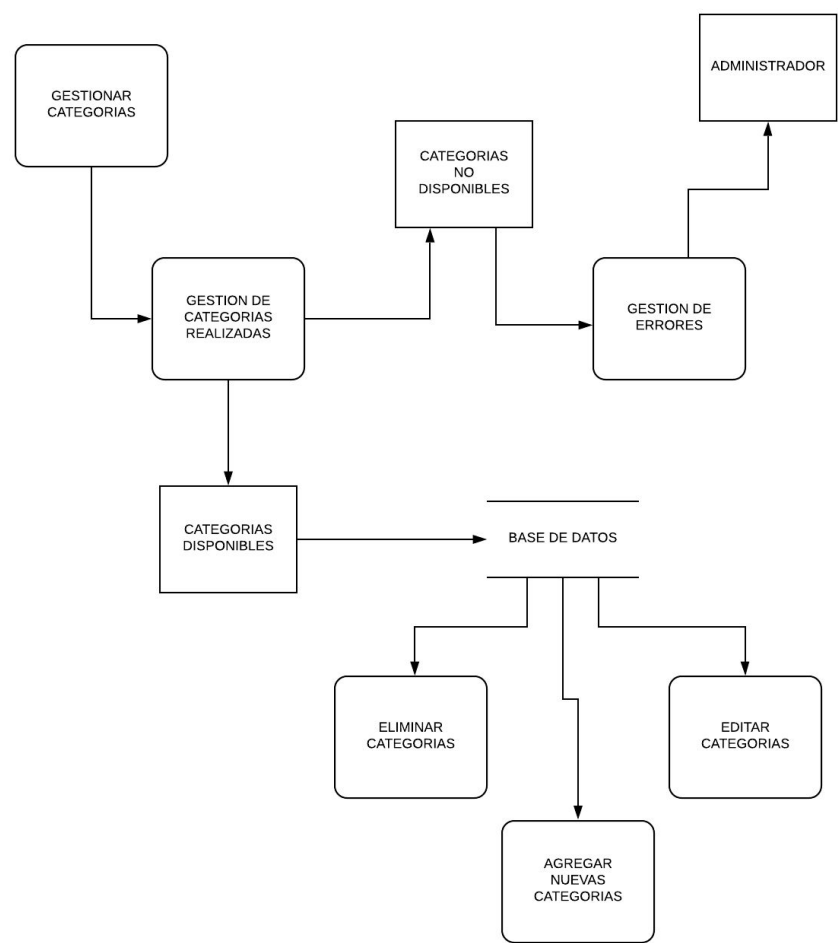 GESTIONAR
CATEGORIAS
ADMINISTRADOR
CATEGORIAS
NO
DISPONIBLES
GESTION DE
CATEGORIAS
REALIZADAS
GESTION DE
ERRORES
CATEGORIAS
DISPONIBLES
BASE DE DATOS
ELIMINAR
CATEGORIAS
EDITAR
CATEGORIAS
AGREGAR
NUEVAS
CATEGORIAS